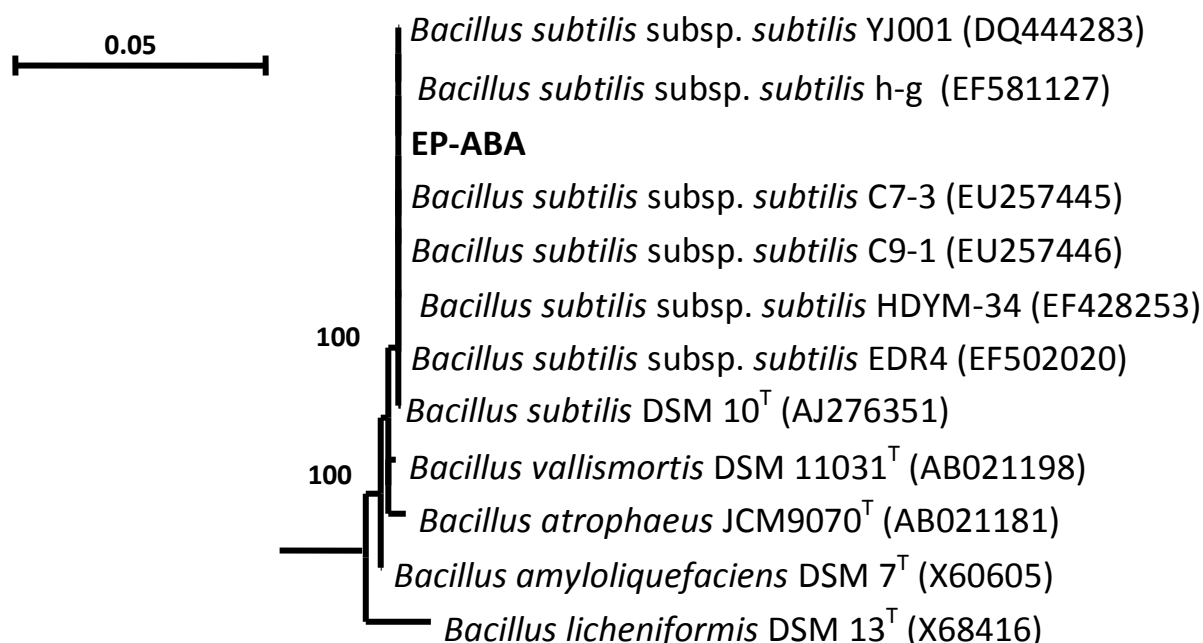 0.05
Bacillus subtilis subsp. subtilis YJ001 (DQ444283)
Bacillus subtilis subsp. subtilis h-g (EF581127)
EP-ABA
Bacillus subtilis subsp. subtilis C7-3 (EU257445)
Bacillus subtilis subsp. subtilis C9-1 (EU257446)
Bacillus subtilis subsp. subtilis HDYM-34 (EF428253)
100
Bacillus subtilis subsp. subtilis EDR4 (EF502020)
Bacillus subtilis DSM 10ᵀ (AJ276351)
100
Bacillus vallismortis DSM 11031ᵀ (AB021198)
Bacillus atrophaeus JCM9070ᵀ (AB021181)
Bacillus amyloliquefaciens DSM 7ᵀ (X60605)
Bacillus licheniformis DSM 13ᵀ (X68416)